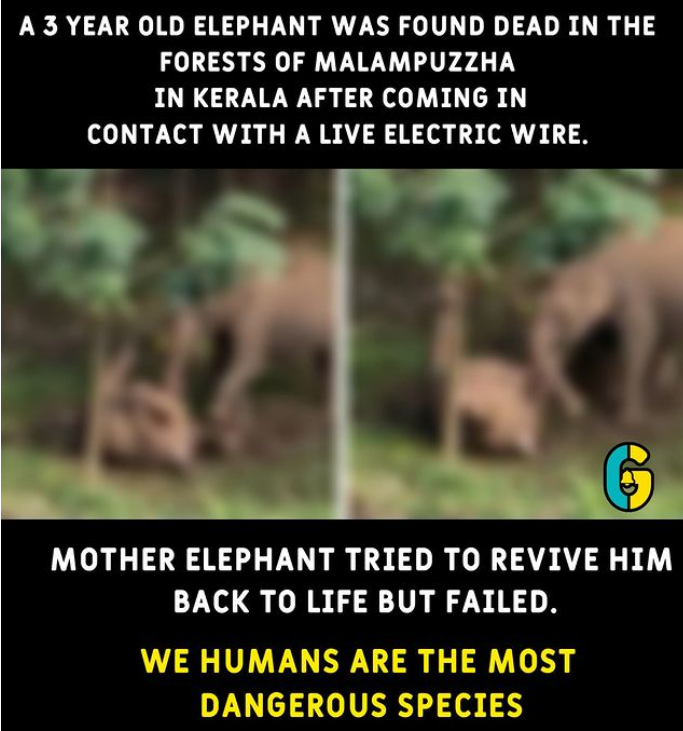 A 3 YEAR OLD ELEPHANT WAS FOUND DEAD IN THE
FORESTS OF MALAMPUZZHA
IN KERALA AFTER COMING IN
CONTACT WITH A LIVE ELECTRIC WIRE.
G
MOTHER ELEPHANT TRIED TO REVIVE HIM
BACK TO LIFE BUT FAILED.
WE HUMANS ARE THE MOST
DANGEROUS SPECIES